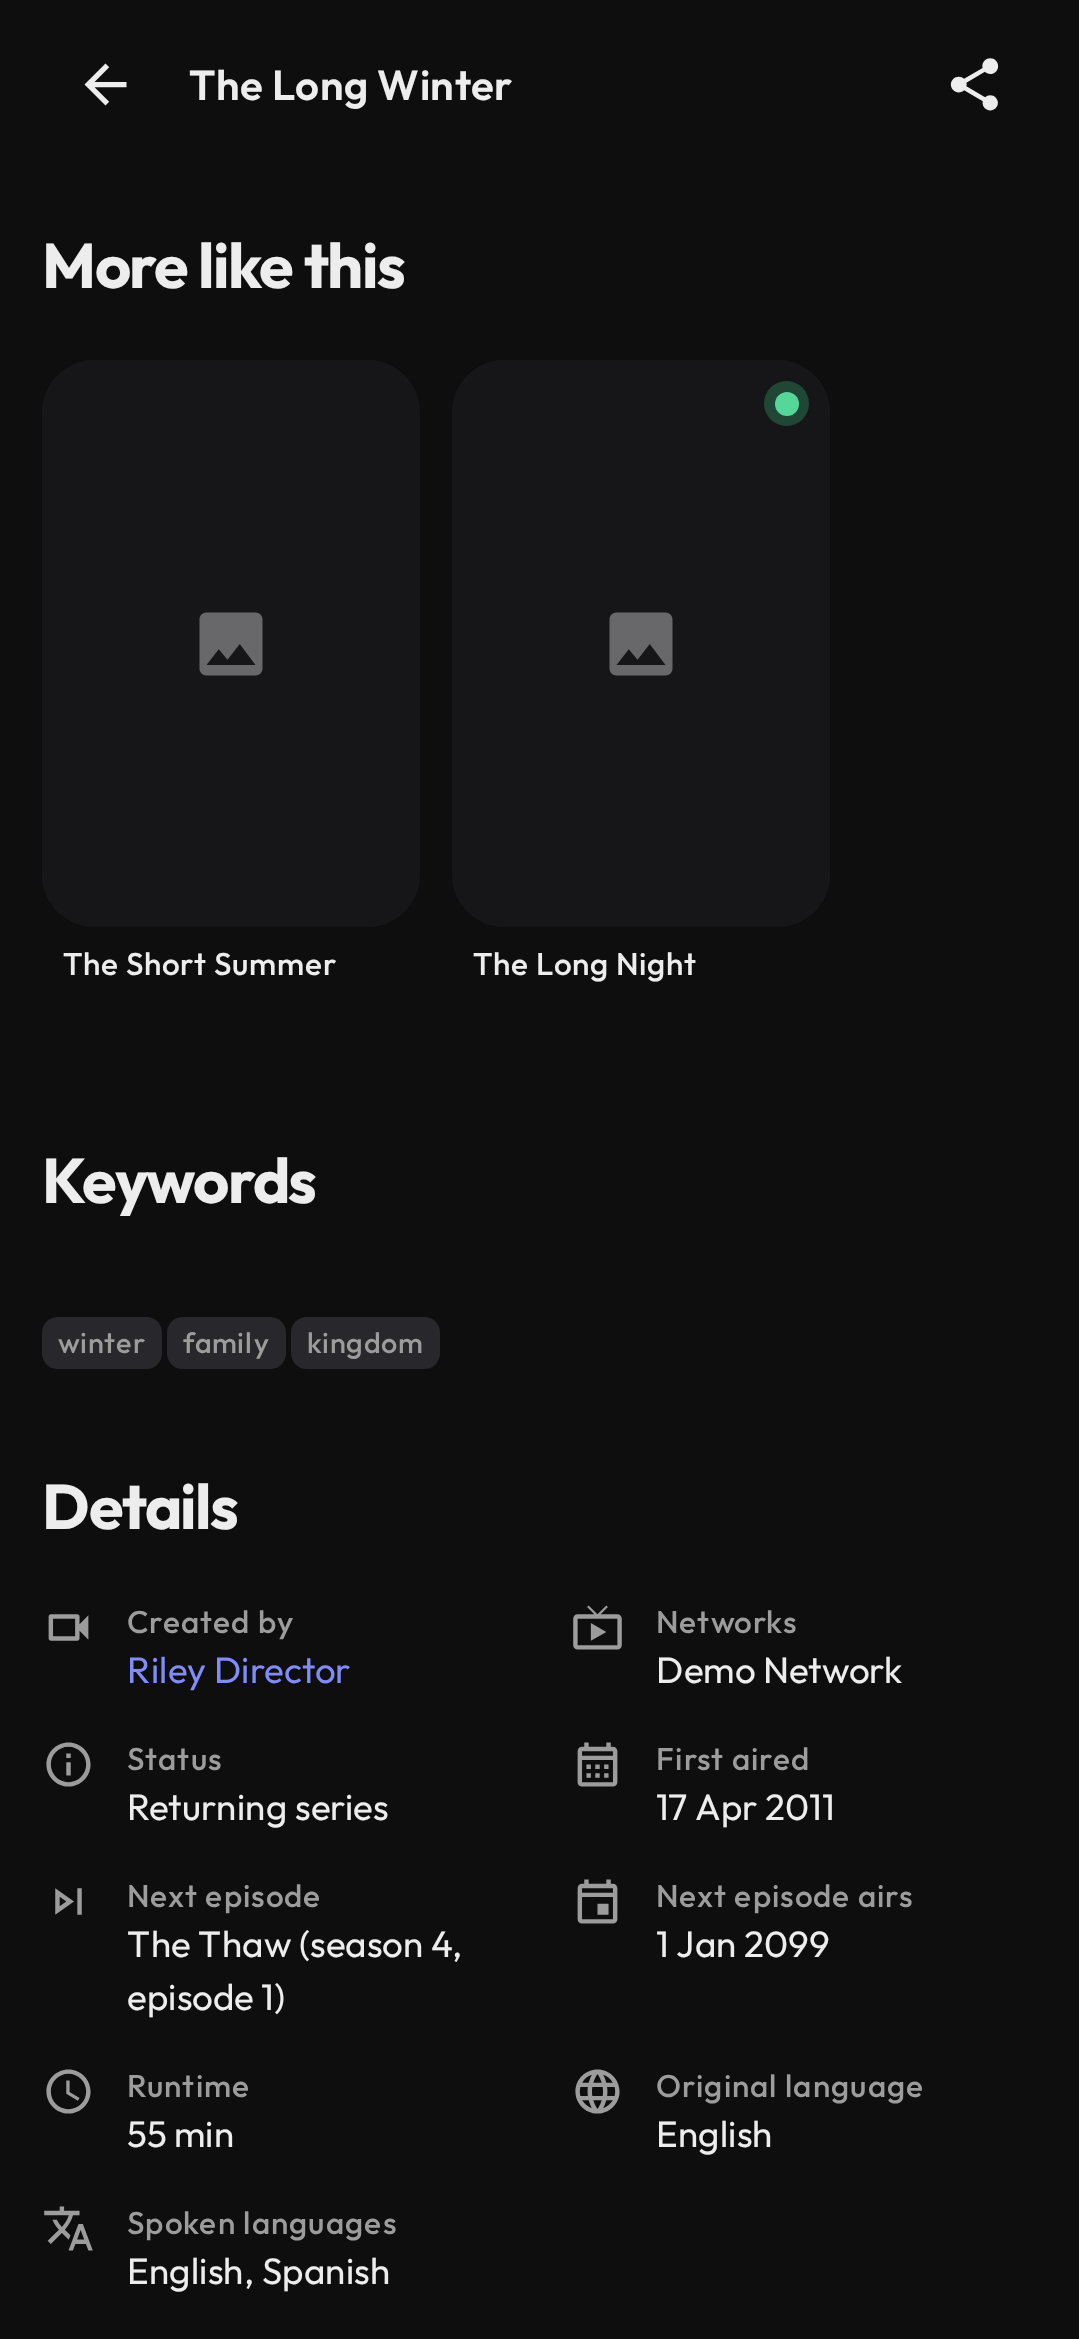 The Long Winter
More like this
The Short Summer
The Long Night
Keywords
winter
family
kingdom
Details
Created by
Riley Director
Networks
Demo Network
Status
Returning series
First aired
17 Apr 2011
Next episode
The Thaw (season 4,
episode 1)
Next episode airs
1 Jan 2099
Runtime
55 min
Original language
English
Spoken languages
English, Spanish